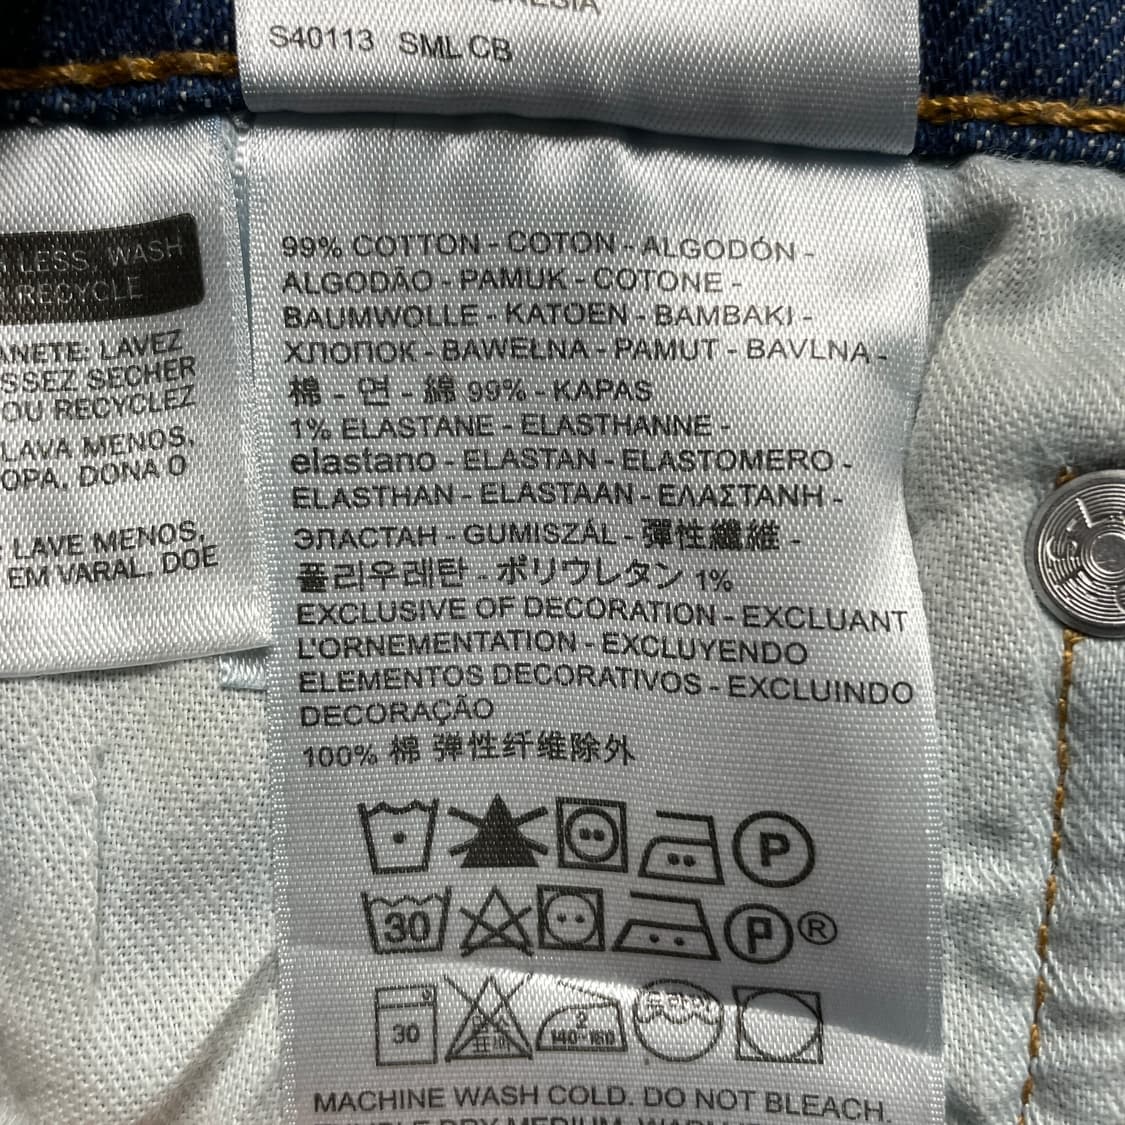 S40113 SML CB
LESS, WASH
RECYCLE
LAVEZ
SECHER
OU RECYCLEZ
LAVA MENOS,
DONA O
LAVE MENOS,
EM VARAL, DOE
99% COTTON - COTON - ALGODÓN -
ALGODÃO - PAMUK - COTONE -
BAUMWOLLE - KATOEN - BAMBAKI -
ХЛОПОК - BAWEŁNA - PAMUT - BAVLNA -
棉 - 면 - 綿 99% - KAPAS
1% ELASTANE - ELASTHANNE -
elastano - ELASTAN - ELASTOMERO -
ELASTHAN - ELASTAAN - ΕΛΑΣΤΑΝΗ -
ЭЛАСТАН - GUMISZÁL - 彈性纖維 -
폴리우레탄 - ポリウレタン 1%
EXCLUSIVE OF DECORATION - EXCLUANT
L'ORNEMENTATION - EXCLUYENDO
ELEMENTOS DECORATIVOS - EXCLUINDO
DECORAÇÃO
100% 棉 弹性纤维除外
P
30 P ®
30 2 140~160
MACHINE WASH COLD. DO NOT BLEACH.